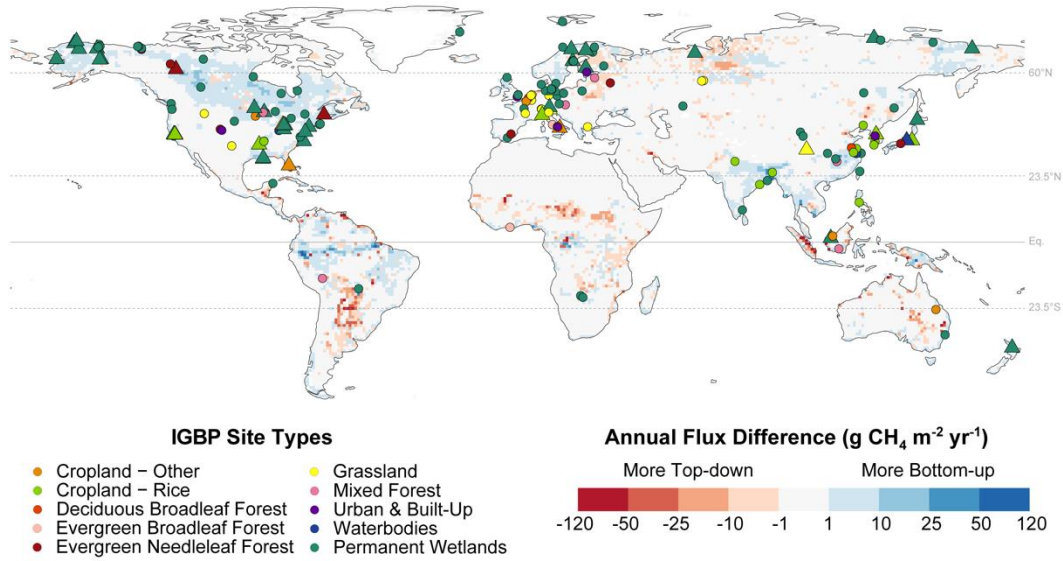 60°N
23.5°N
Eq.
23.5°S
IGBP Site Types
Cropland − Other
Cropland − Rice
Deciduous Broadleaf Forest
Evergreen Broadleaf Forest
Evergreen Needleleaf Forest
Grassland
Mixed Forest
Urban & Built−Up
Waterbodies
Permanent Wetlands
Annual Flux Difference (g CH₄ m⁻² yr⁻¹)
More Top−down More Bottom−up
-120 -50 -25 -10 -1 1 10 25 50 120